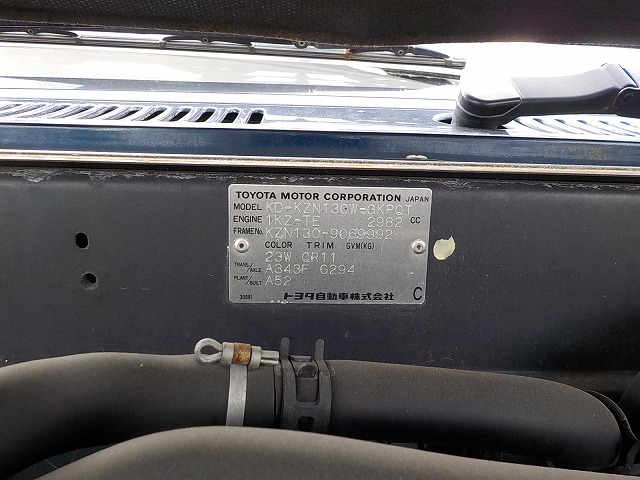 TOYOTA MOTOR CORPORATION JAPAN
MODEL KD-KZN130W-GKPQT
ENGINE 1KZ-TE 2982 CC
FRAME No. KZN130-9069992
COLOR TRIM GVM(KG)
23W QR11
TRANS/AXLE A343F G294
PLANT/BUILT A52
30881 トヨタ自動車株式会社 C